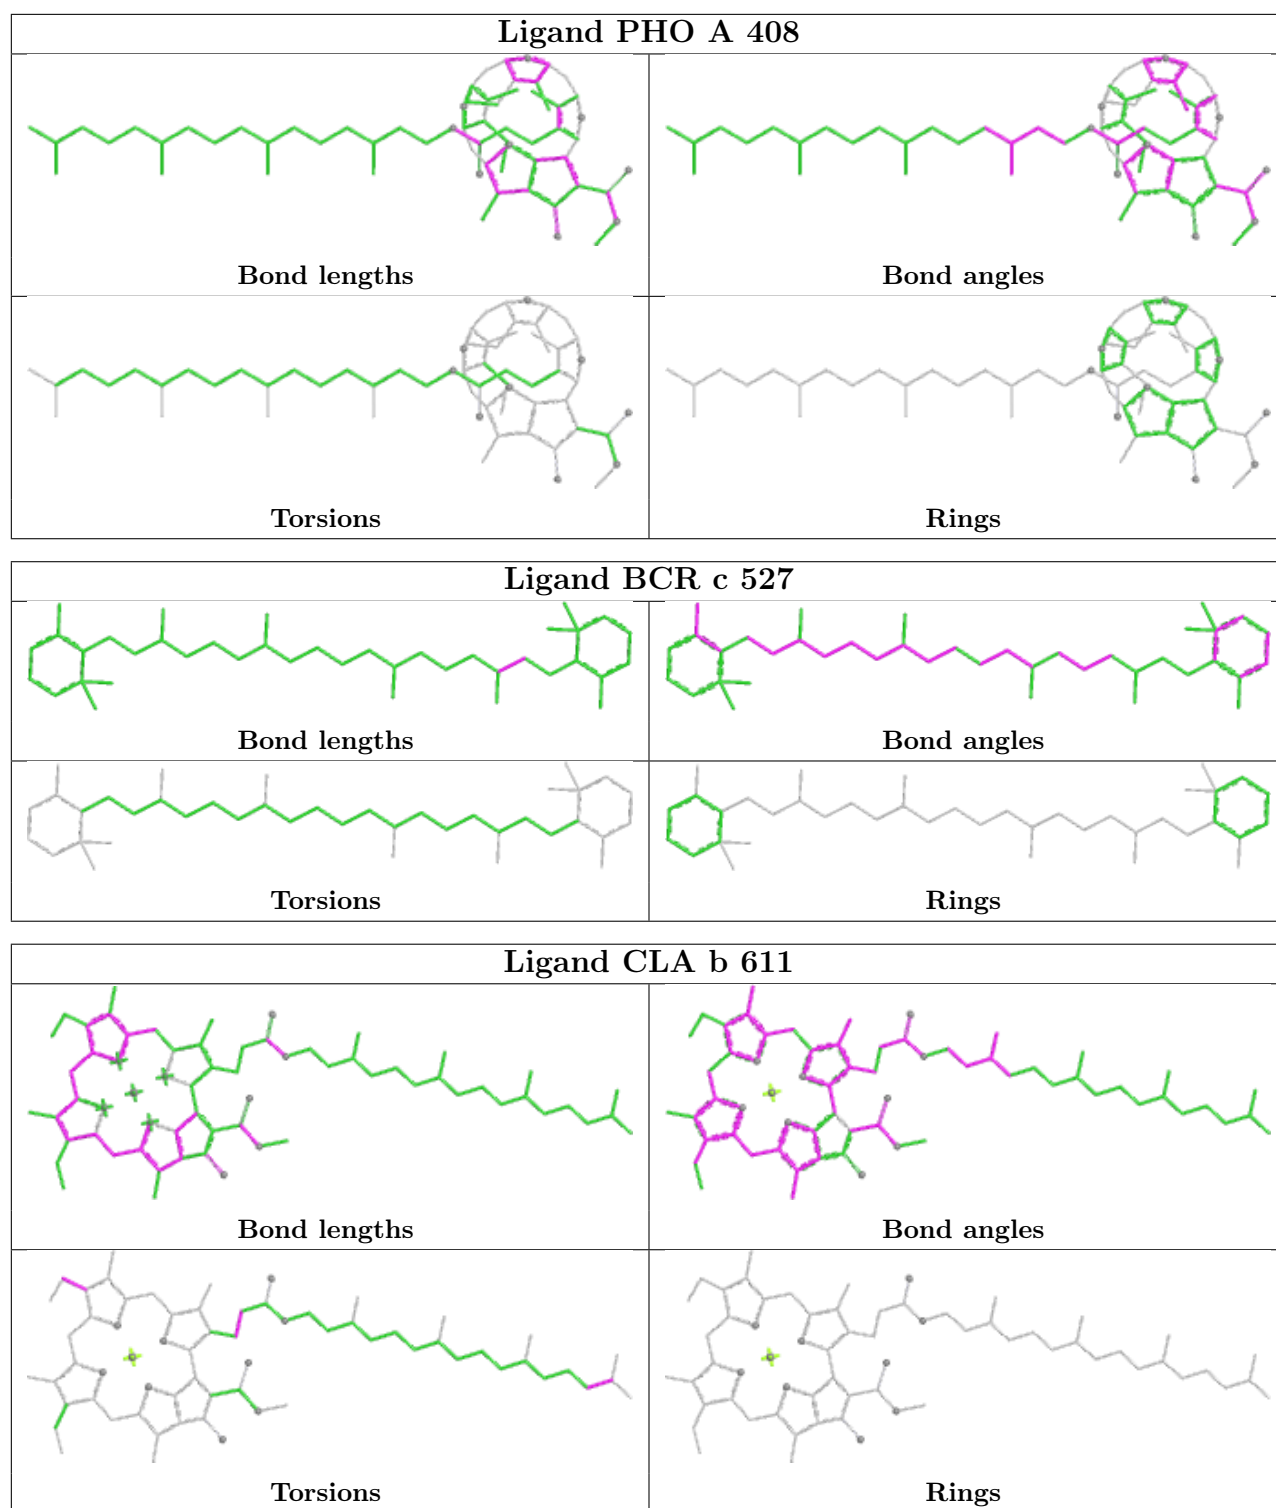 Ligand PHO A 408
Bond lengths
Bond angles
Torsions
Rings
Ligand BCR c 527
Bond lengths
Bond angles
Torsions
Rings
Ligand CLA b 611
Bond lengths
Bond angles
Torsions
Rings